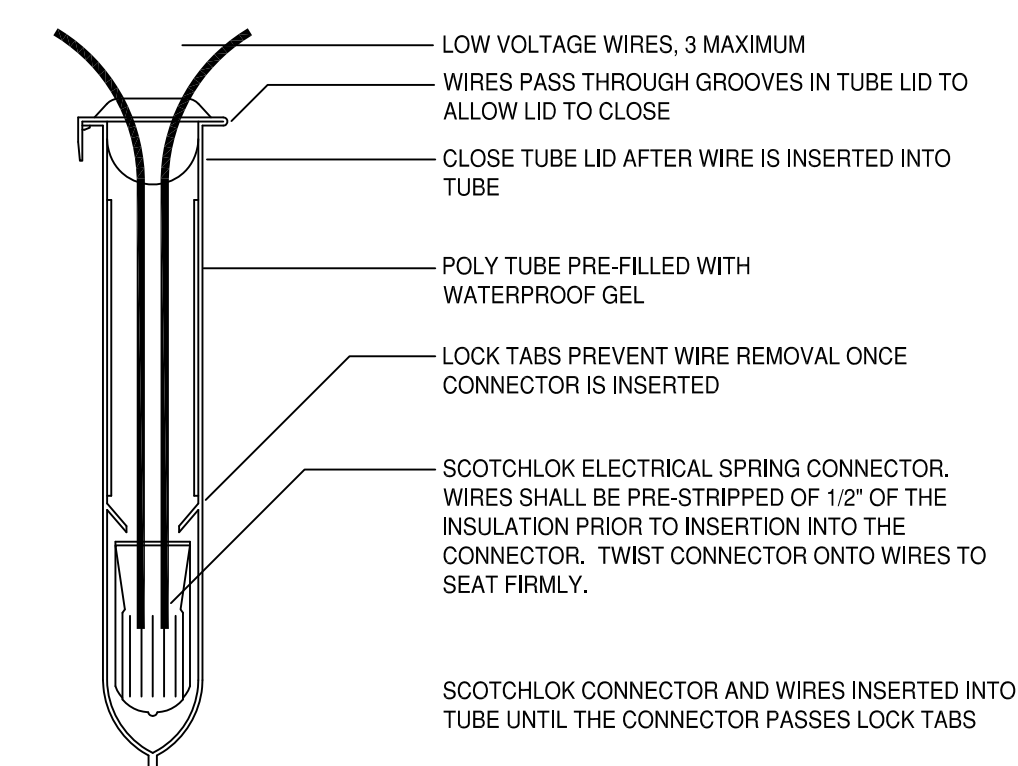 LOW VOLTAGE WIRES, 3 MAXIMUM
WIRES PASS THROUGH GROOVES IN TUBE LID TO
ALLOW LID TO CLOSE
CLOSE TUBE LID AFTER WIRE IS INSERTED INTO
TUBE
POLY TUBE PRE-FILLED WITH
WATERPROOF GEL
LOCK TABS PREVENT WIRE REMOVAL ONCE
CONNECTOR IS INSERTED
SCOTCHLOK ELECTRICAL SPRING CONNECTOR.
WIRES SHALL BE PRE-STRIPPED OF 1/2" OF THE
INSULATION PRIOR TO INSERTION INTO THE
CONNECTOR.  TWIST CONNECTOR ONTO WIRES TO
SEAT FIRMLY.
SCOTCHLOK CONNECTOR AND WIRES INSERTED INTO
TUBE UNTIL THE CONNECTOR PASSES LOCK TABS